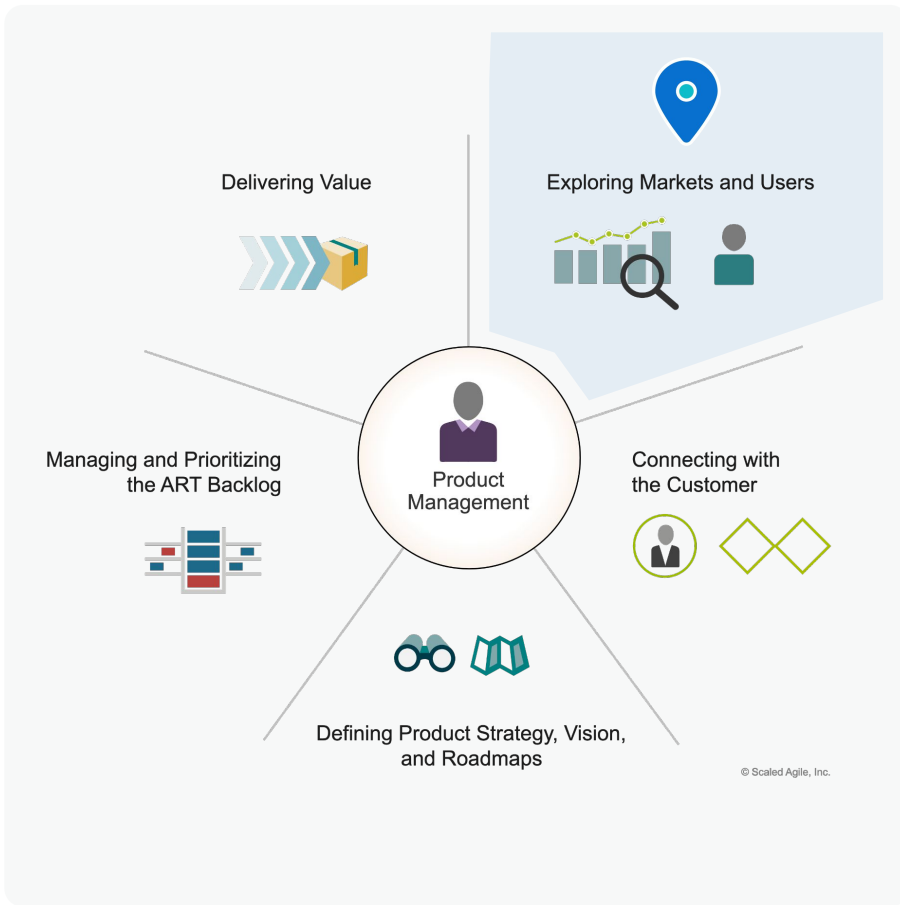 Delivering Value
Exploring Markets and Users
Product
Management
Managing and Prioritizing
the ART Backlog
Connecting with
the Customer
Defining Product Strategy, Vision,
and Roadmaps
© Scaled Agile, Inc.